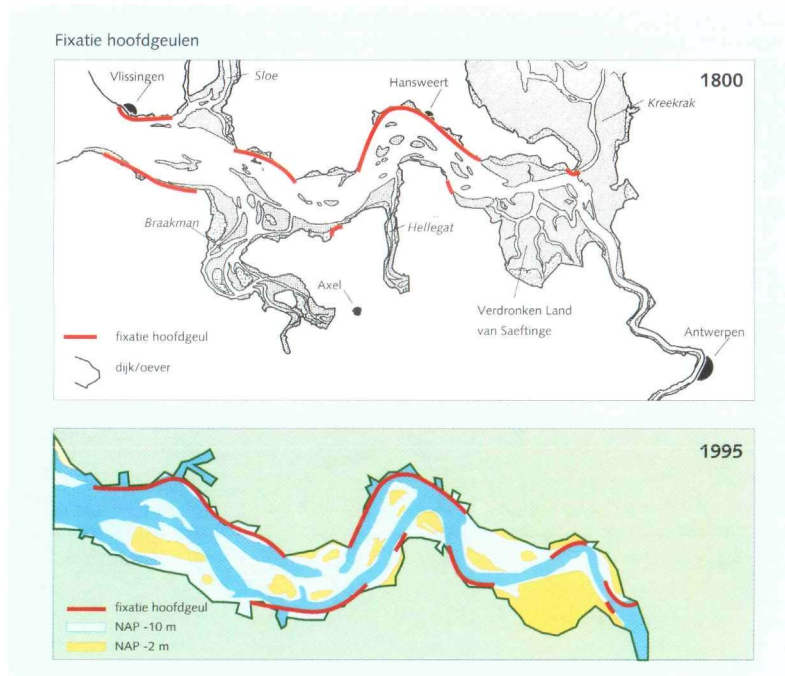 Fixatie hoofdgeulen
1800
Vlissingen
Sloe
Hansweert
Kreekrak
Braakman
Hellegat
Axel
Verdronken Land
van Saeftinge
Antwerpen
fixatie hoofdgeul
dijk/oever
1995
fixatie hoofdgeul
NAP -10 m
NAP -2 m